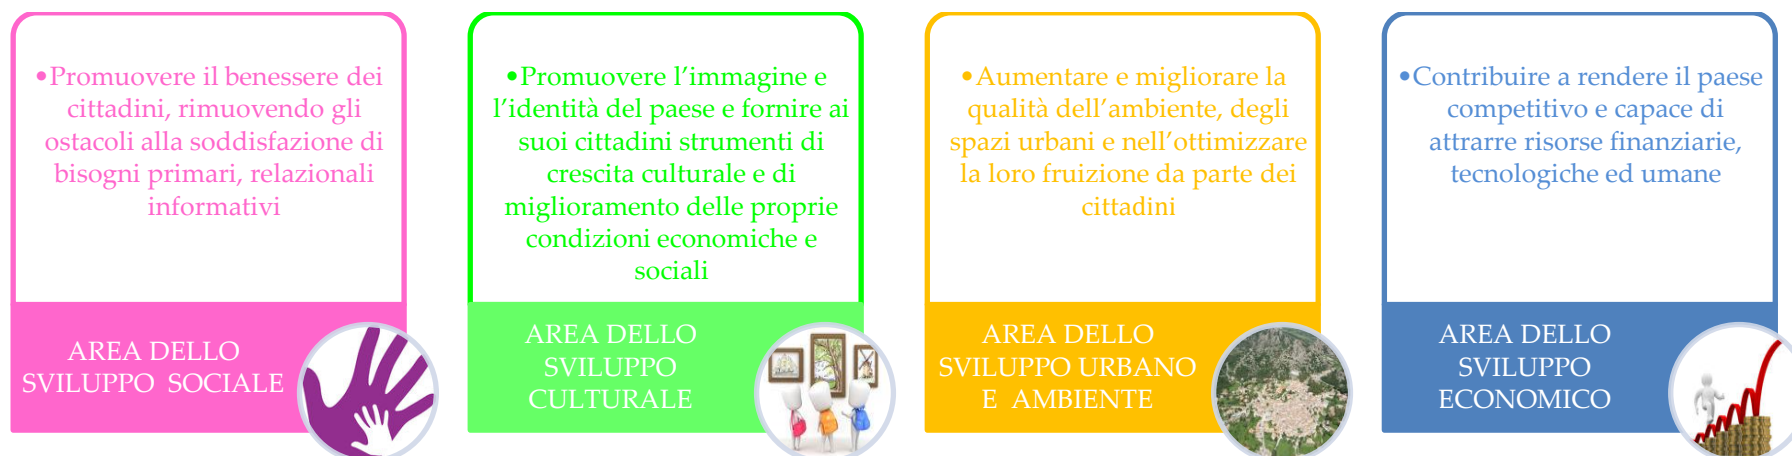 •Promuovere il benessere dei
cittadini, rimuovendo gli
ostacoli alla soddisfazione di
bisogni primari, relazionali
informativi
AREA DELLO
SVILUPPO SOCIALE
•Promuovere l’immagine e
l’identità del paese e fornire ai
suoi cittadini strumenti di
crescita culturale e di
miglioramento delle proprie
condizioni economiche e
sociali
AREA DELLO
SVILUPPO
CULTURALE
•Aumentare e migliorare la
qualità dell’ambiente, degli
spazi urbani e nell’ottimizzare
la loro fruizione da parte dei
cittadini
AREA DELLO
SVILUPPO URBANO
E AMBIENTE
•Contribuire a rendere il paese
competitivo e capace di
attrarre risorse finanziarie,
tecnologiche ed umane
AREA DELLO
SVILUPPO
ECONOMICO